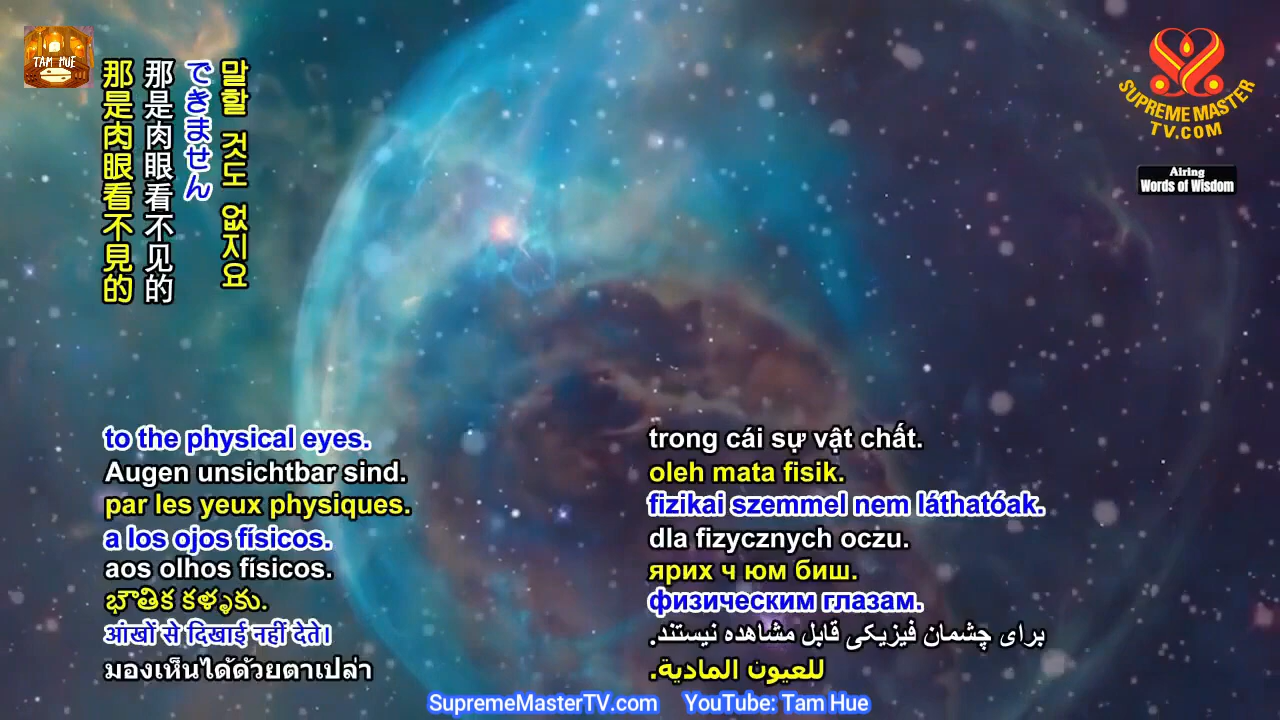 TAM HUE
那是肉眼看不見的
那是肉眼看不见的
できません
말할 것도 없지요
SUPREME MASTER
TV.COM
Airing
Words of Wisdom
to the physical eyes.
Augen unsichtbar sind.
par les yeux physiques.
a los ojos físicos.
aos olhos físicos.
आंखों से दिखाई नहीं देते।
มองเห็นได้ด้วยตาเปล่า
trong cái sự vật chất.
oleh mata fisik.
fizikai szemmel nem láthatóak.
dla fizycznych oczu.
ярих ч юм биш.
физическим глазам.
برای چشمان فیزیکی قابل مشاهده نیستند.
للعيون المادية.
SupremeMasterTV.com YouTube: Tam Hue